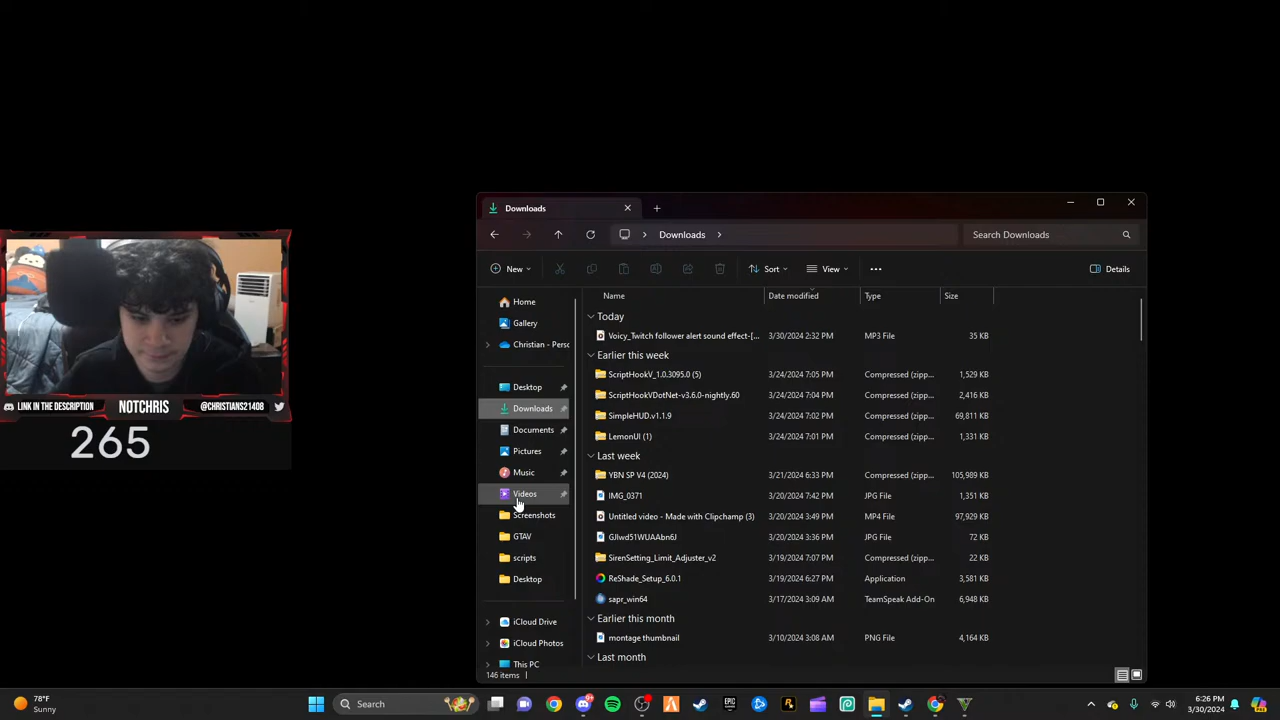 Downloads
Downloads
Search Downloads
New
Sort
View
Details
Home
Gallery
Christian - Persc
Desktop
Downloads
Documents
Pictures
Music
Videos
Screenshots
GTAV
scripts
Desktop
iCloud Drive
iCloud Photos
This PC
Name Date modified Type Size
Today
Voicy_Twitch follower alert sound effect-[... 3/30/2024 2:32 PM MP3 File 35 KB
Earlier this week
ScriptHookV_1.0.3095.0 (5) 3/24/2024 7:05 PM Compressed (zipp... 1,529 KB
ScriptHookVDotNet-v3.6.0-nightly.60 3/24/2024 7:04 PM Compressed (zipp... 2,416 KB
SimpleHUD.v1.1.9 3/24/2024 7:02 PM Compressed (zipp... 69,811 KB
LemonUI (1) 3/24/2024 7:01 PM Compressed (zipp... 1,331 KB
Last week
YBN SP V4 (2024) 3/21/2024 6:33 PM Compressed (zipp... 105,989 KB
IMG_0371 3/20/2024 7:42 PM JPG File 1,351 KB
Untitled video - Made with Clipchamp (3) 3/20/2024 3:49 PM MP4 File 97,929 KB
GJlwd51WUAAbn6J 3/20/2024 3:36 PM JPG File 72 KB
SirenSetting_Limit_Adjuster_v2 3/19/2024 7:07 PM Compressed (zipp... 22 KB
ReShade_Setup_6.0.1 3/19/2024 6:27 PM Application 3,581 KB
sapr_win64 3/17/2024 3:09 AM TeamSpeak Add-On 6,948 KB
Earlier this month
montage thumbnail 3/10/2024 3:08 AM PNG File 4,164 KB
Last month
146 items
LINK IN THE DESCRIPTION NOTCHRIS @CHRISTIANS21408
265
78°F
Sunny
Search
EPIC
6:26 PM
3/30/2024